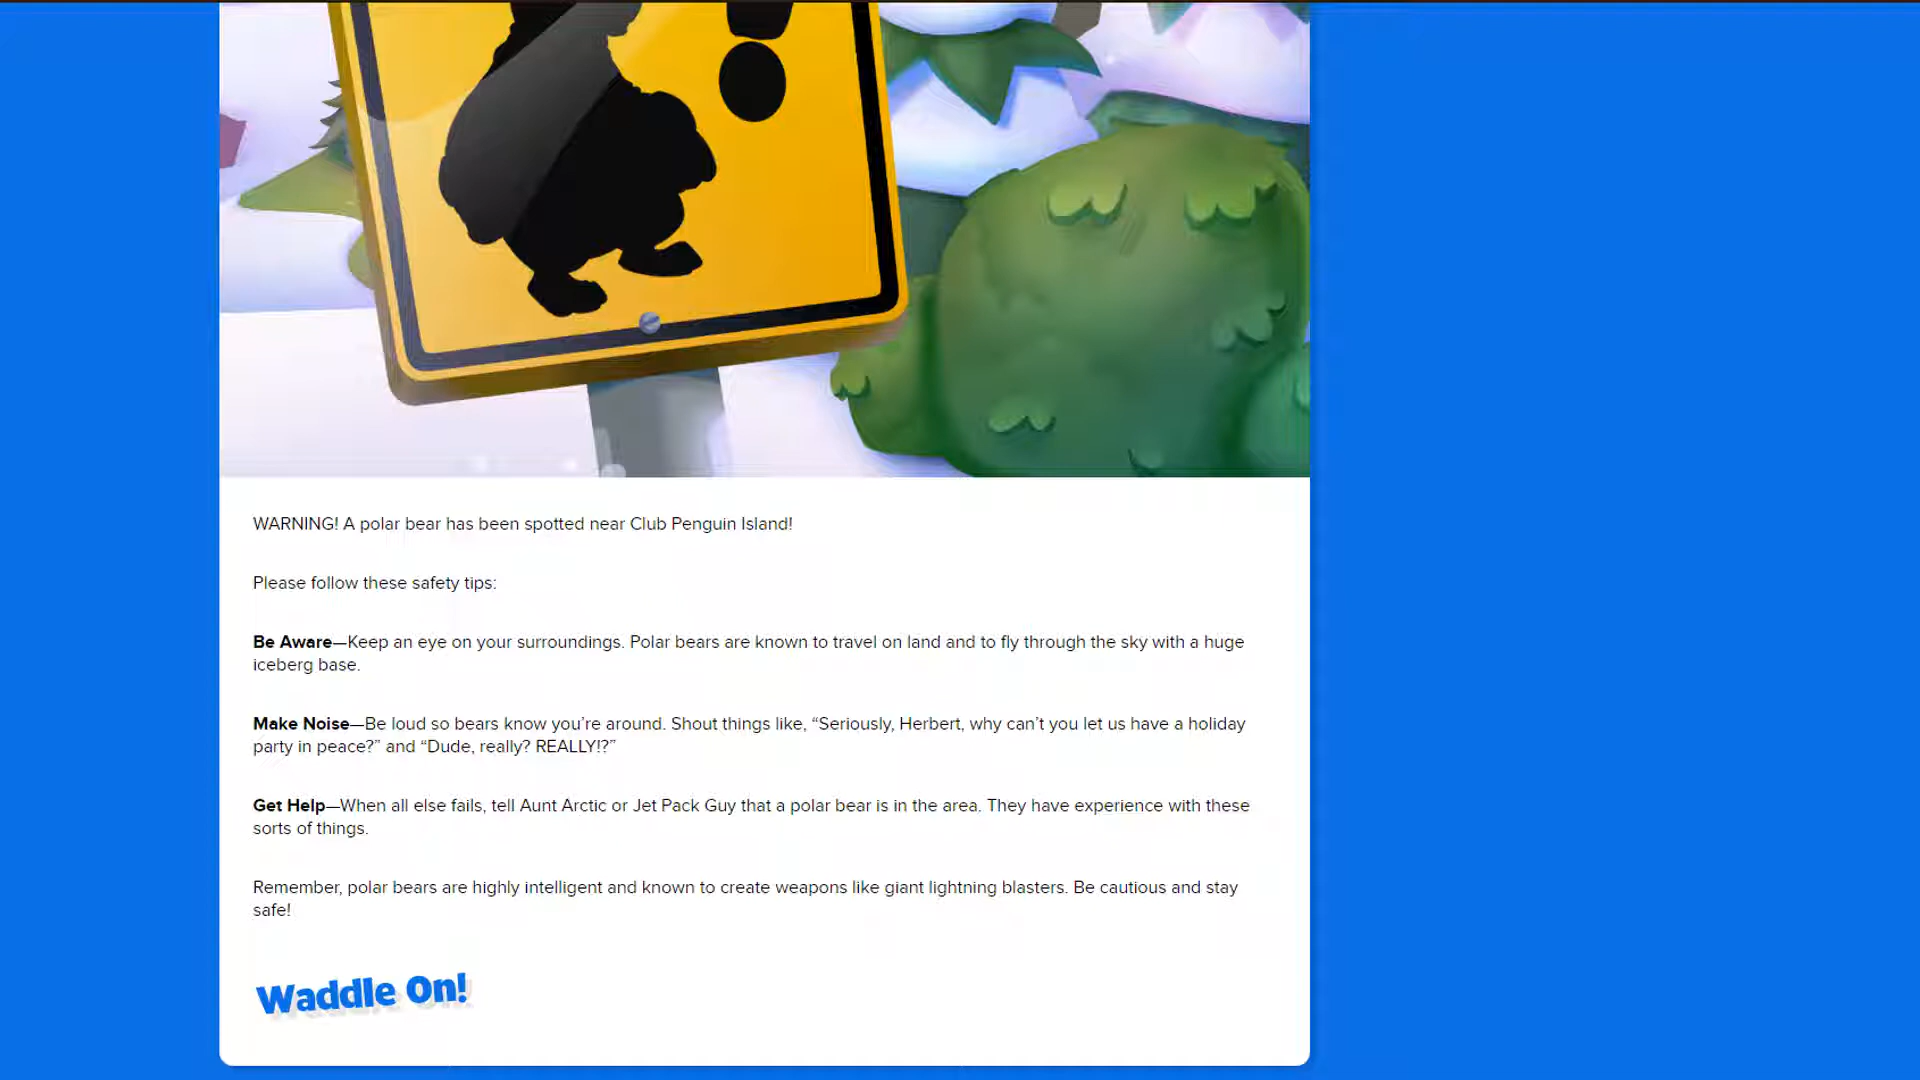 WARNING! A polar bear has been spotted near Club Penguin Island!
Please follow these safety tips:
Be Aware—Keep an eye on your surroundings. Polar bears are known to travel on land and to fly through the sky with a huge
iceberg base.
Make Noise—Be loud so bears know you’re around. Shout things like, “Seriously, Herbert, why can’t you let us have a holiday
party in peace?” and “Dude, really? REALLY!?”
Get Help—When all else fails, tell Aunt Arctic or Jet Pack Guy that a polar bear is in the area. They have experience with these
sorts of things.
Remember, polar bears are highly intelligent and known to create weapons like giant lightning blasters. Be cautious and stay
safe!
Waddle On!